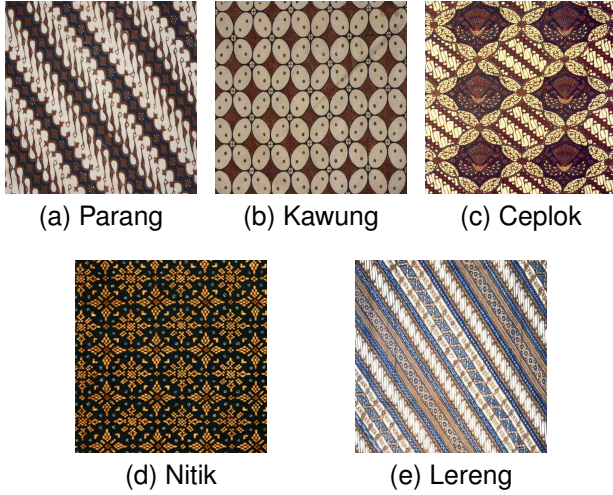 (a) Parang
(b) Kawung
(c) Ceplok
(d) Nitik
(e) Lereng